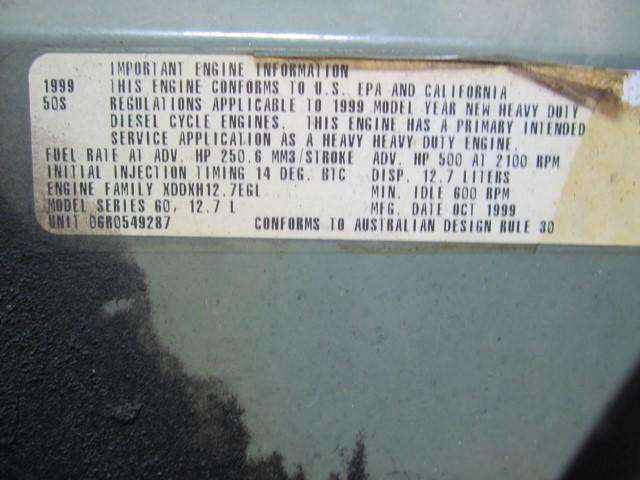 IMPORTANT ENGINE INFORMATION
1999 THIS ENGINE CONFORMS TO U.S. EPA AND CALIFORNIA
50S REGULATIONS APPLICABLE TO 1999 MODEL YEAR NEW HEAVY DUTY
DIESEL CYCLE ENGINES. THIS ENGINE HAS A PRIMARY INTENDED
SERVICE APPLICATION AS A HEAVY HEAVY DUTY ENGINE.
FUEL RATE AT ADV. HP 250.6 MM3/STROKE ADV. HP 500 AT 2100 RPM
INITIAL INJECTION TIMING 14 DEG. BTC DISP. 12.7 LITERS
ENGINE FAMILY XDDXH12.7EGL MIN. IDLE 600 RPM
MODEL SERIES 60, 12.7 L MFG. DATE OCT 1999
UNIT 06R0549287 CONFORMS TO AUSTRALIAN DESIGN RULE 30